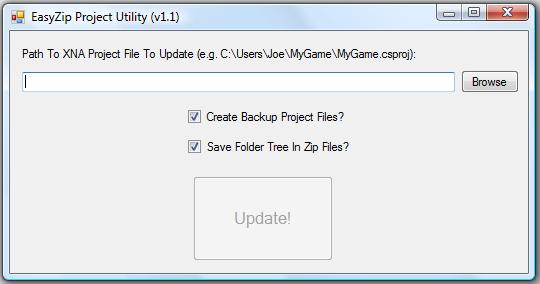 EasyZip Project Utility (v1.1)
Path To XNA Project File To Update (e.g. C:\Users\Joe\MyGame\MyGame.csproj):
Browse
Create Backup Project Files?
Save Folder Tree In Zip Files?
Update!